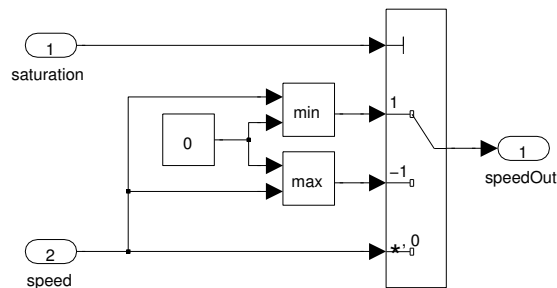 1
saturation
min
1
0
1
speedOut
max
−1
2
speed
*, 0